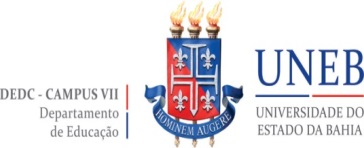 DEDC - CAMPUS VII
Departamento
de Educação
HOMINEM AUGERE
UNEB
UNIVERSIDADE DO
ESTADO DA BAHIA